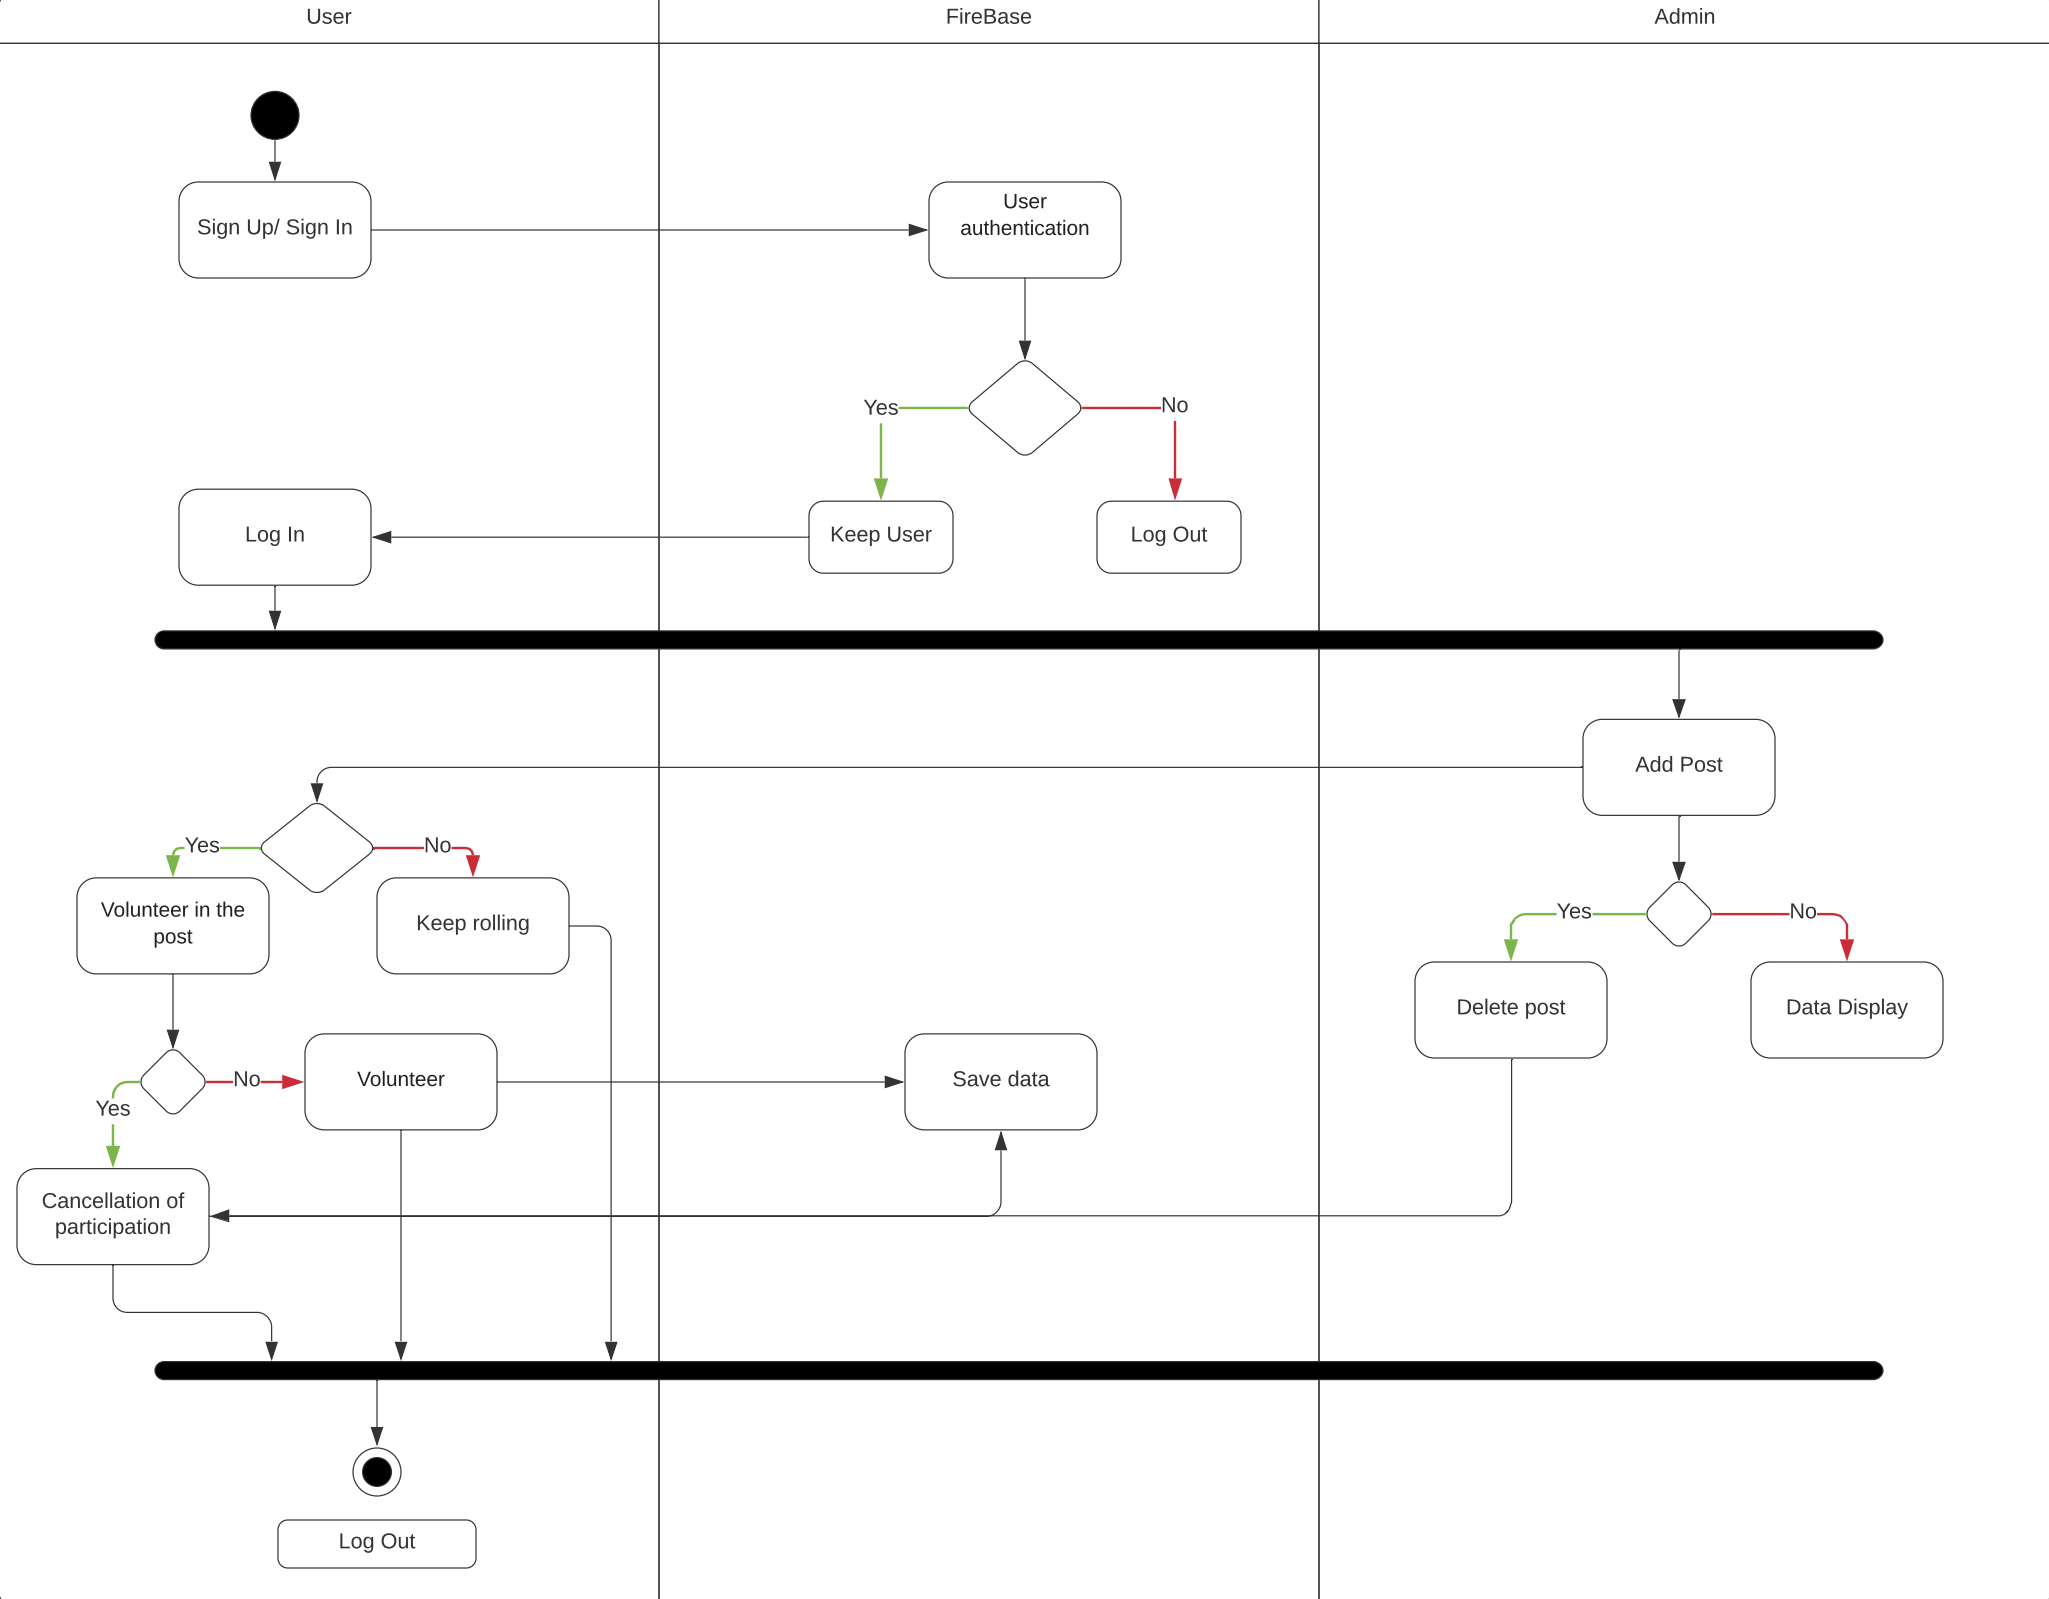 User
FireBase
Admin
Sign Up/ Sign In
User
authentication
Yes
No
Log In
Keep User
Log Out
Add Post
Yes
No
Volunteer in the
post
Keep rolling
Yes
No
Delete post
Data Display
No
Yes
Volunteer
Save data
Cancellation of
participation
Log Out